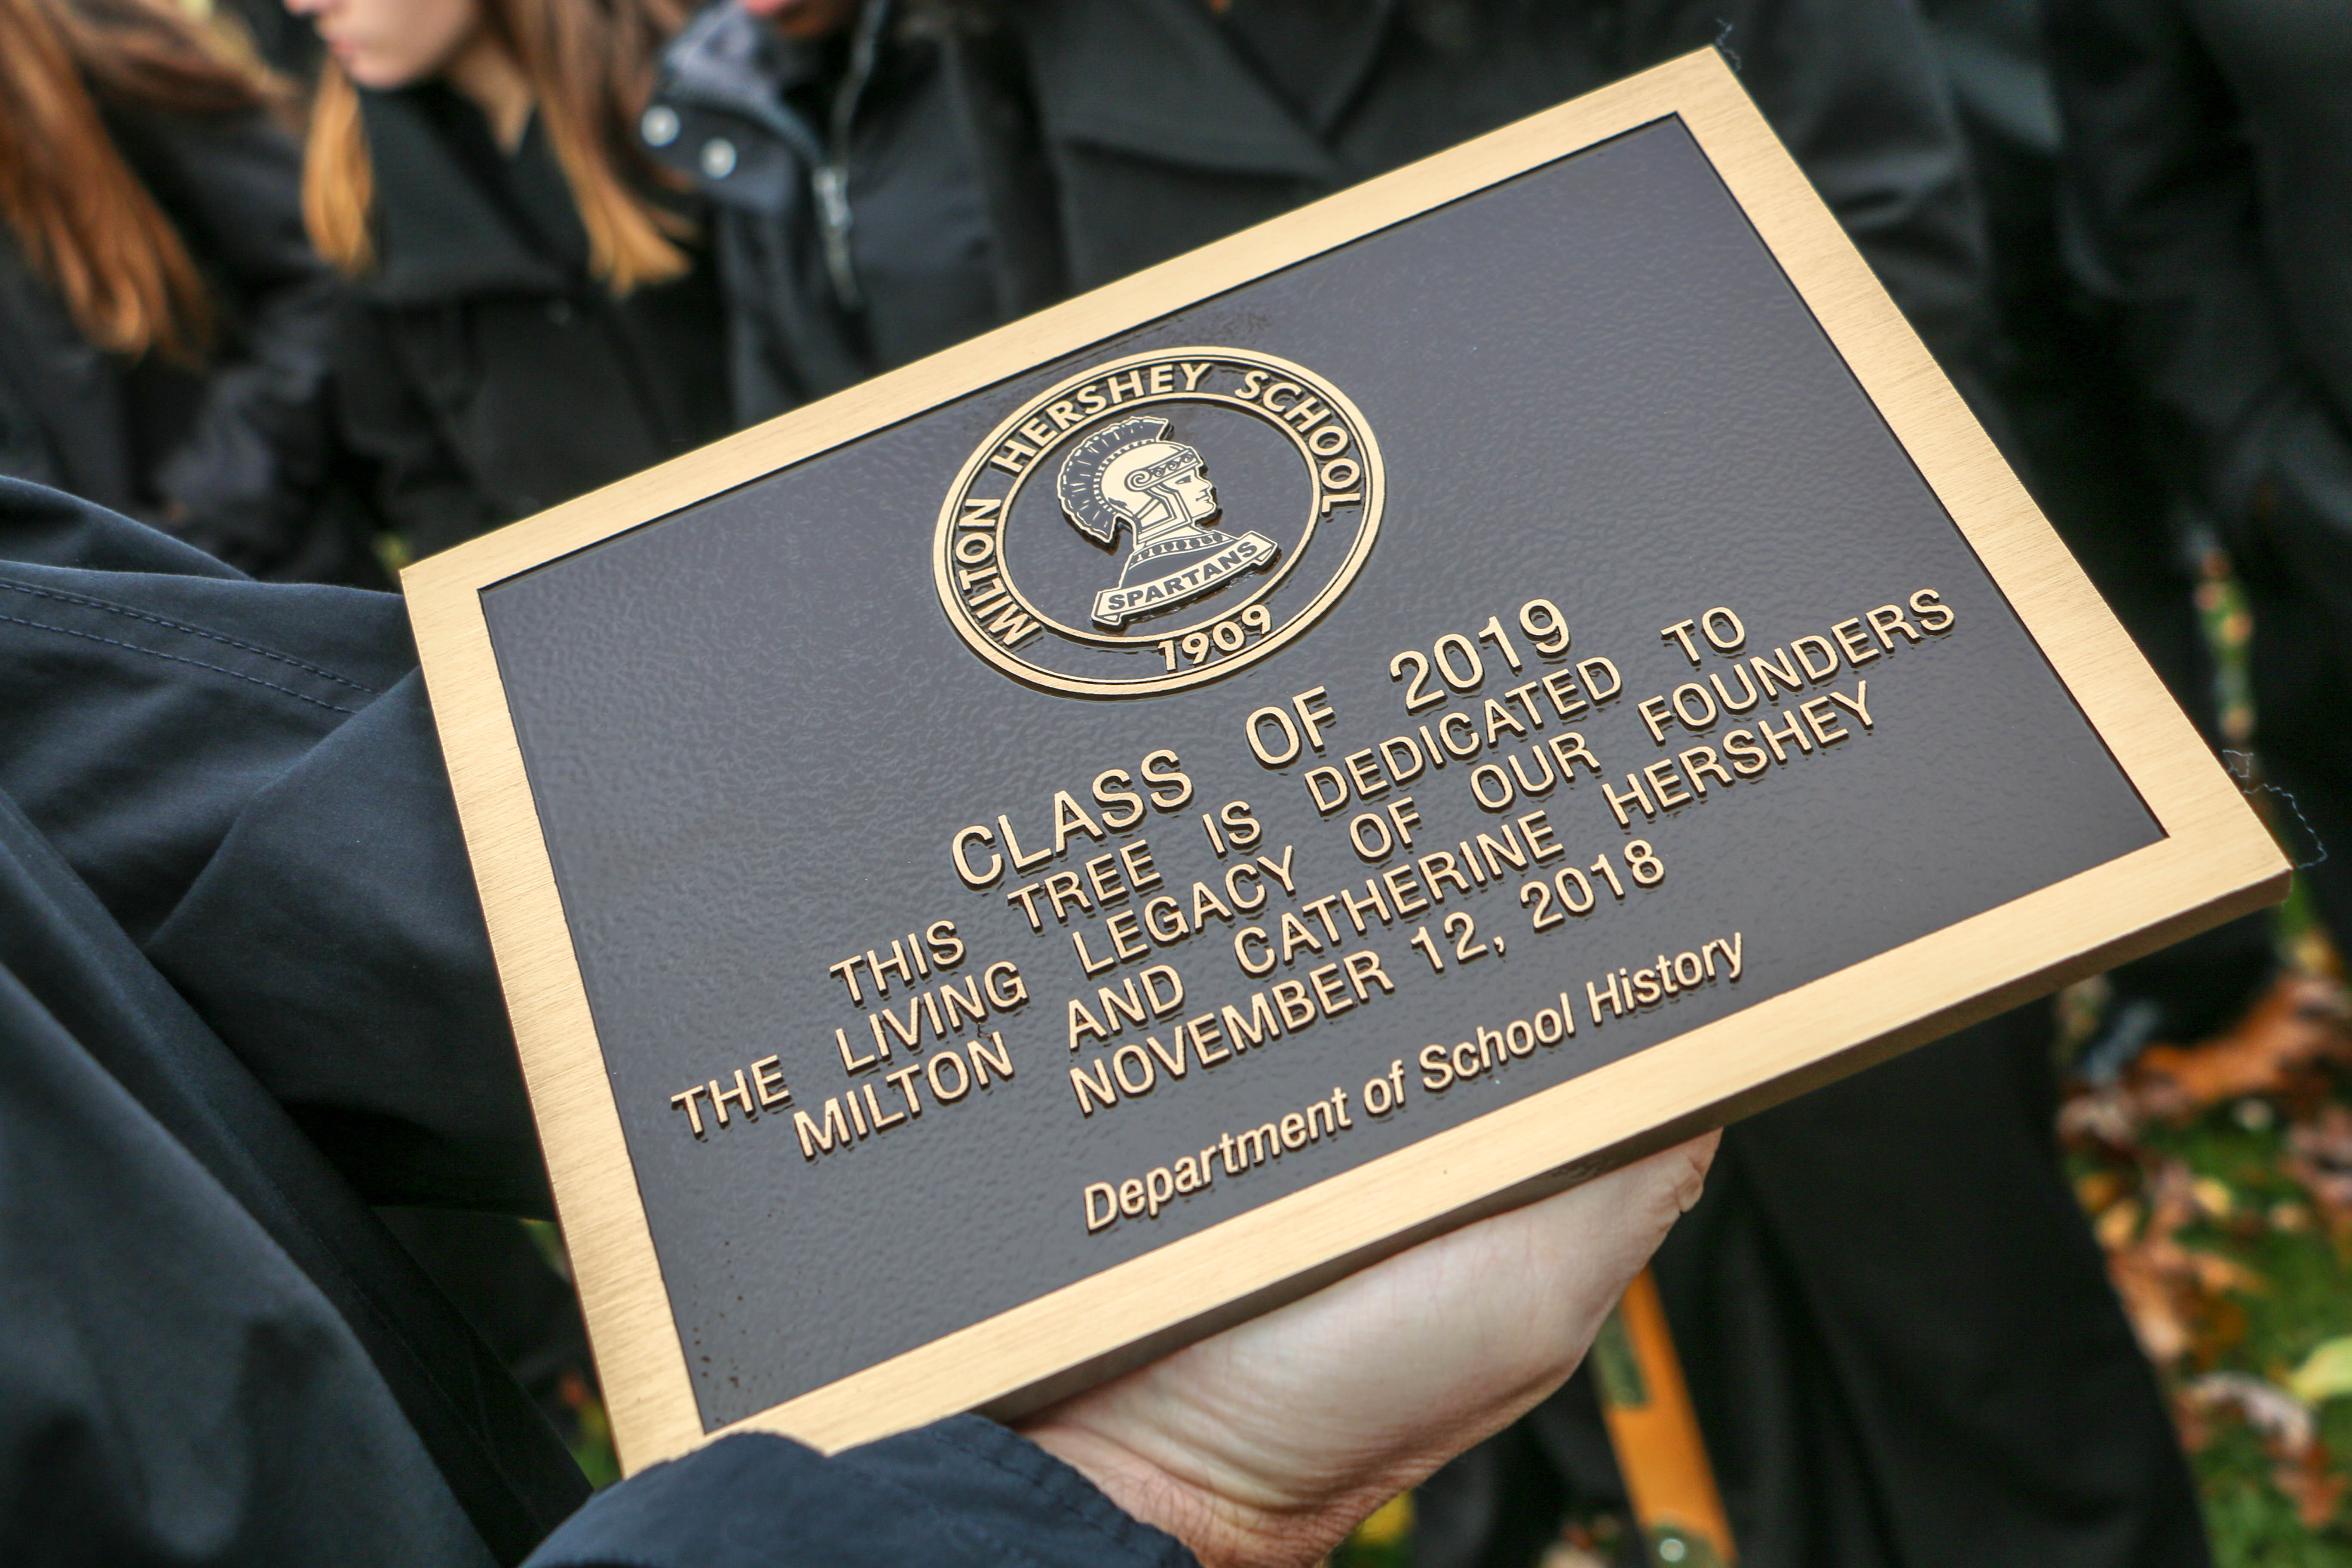 MILTON HERSHEY SCHOOL
SPARTANS
1909
CLASS OF 2019
THIS TREE IS DEDICATED TO
THE LIVING LEGACY OF OUR FOUNDERS
MILTON AND CATHERINE HERSHEY
NOVEMBER 12, 2018
Department of School History